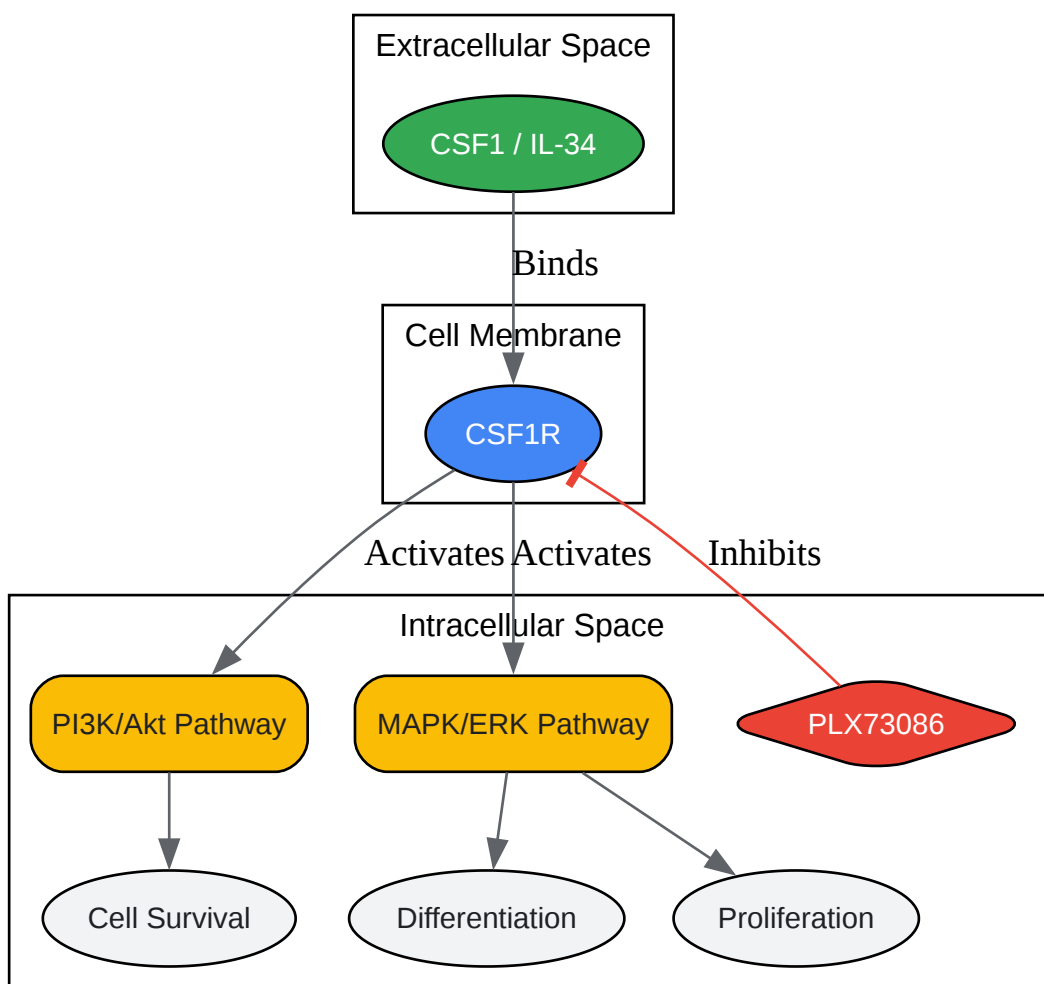 Extracellular Space
CSF1 / IL-34
Binds
Cell Membrane
CSF1R
Activates
Activates
Inhibits
Intracellular Space
PI3K/Akt Pathway
MAPK/ERK Pathway
PLX73086
Cell Survival
Differentiation
Proliferation